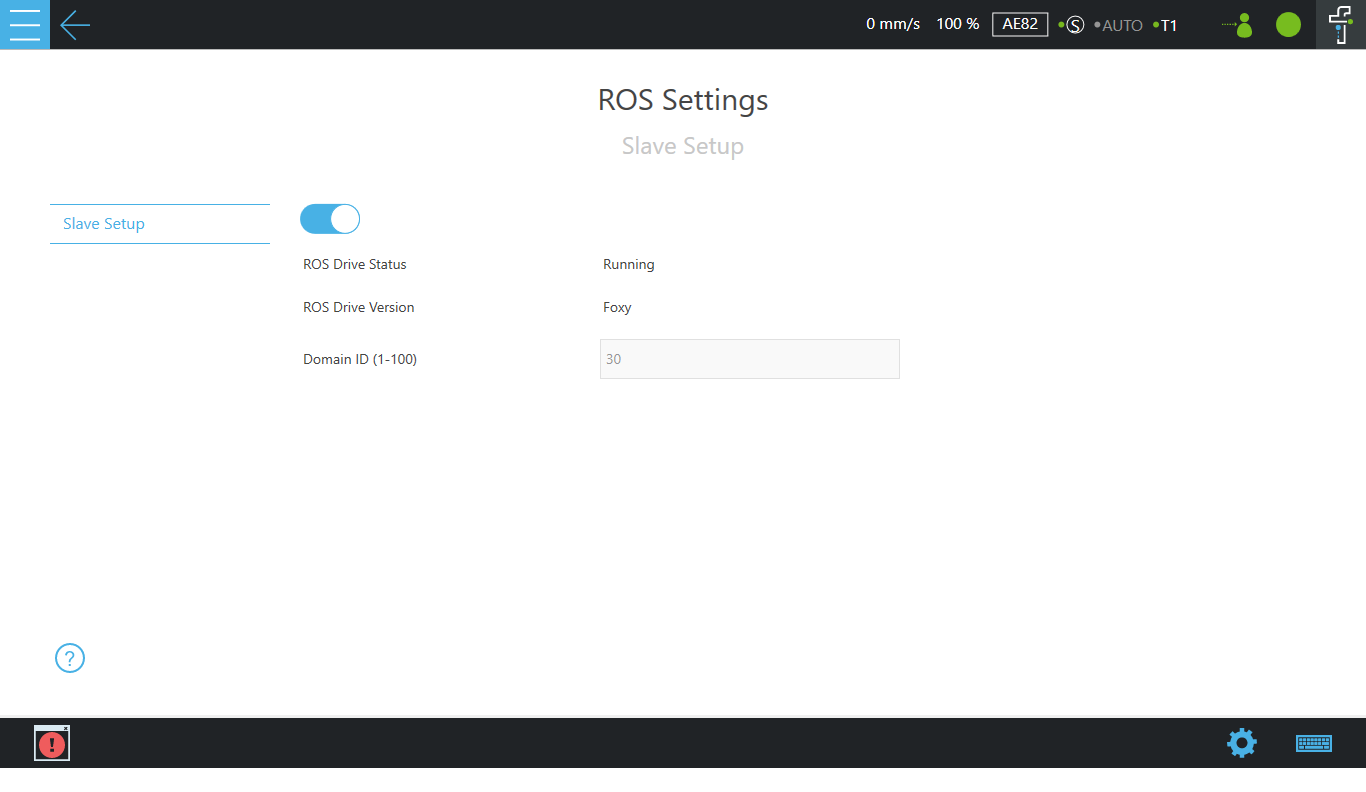 0 mm/s 100 % AE82 S AUTO T1
ROS Settings
Slave Setup
Slave Setup
ROS Drive Status Running
ROS Drive Version Foxy
Domain ID (1-100) 30
?
!